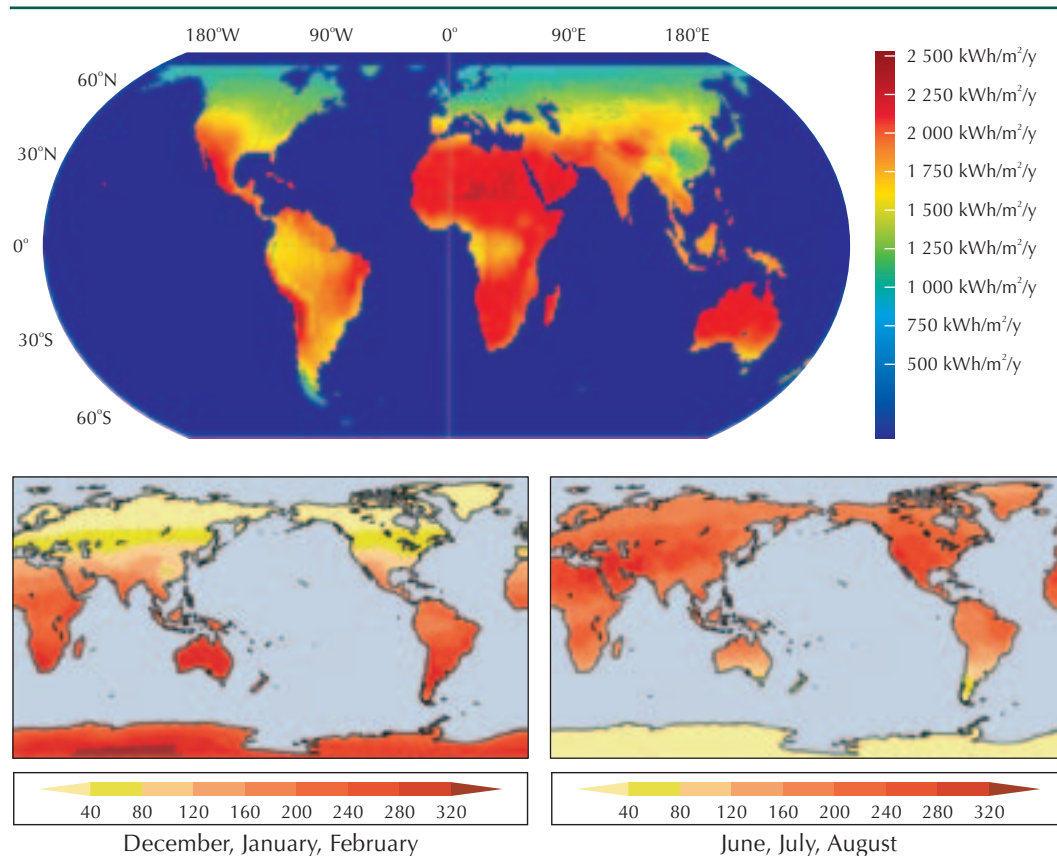 180°W 90°W 0° 90°E 180°E
60°N
30°N
0°
30°S
60°S
2 500 kWh/m²/y
2 250 kWh/m²/y
2 000 kWh/m²/y
1 750 kWh/m²/y
1 500 kWh/m²/y
1 250 kWh/m²/y
1 000 kWh/m²/y
750 kWh/m²/y
500 kWh/m²/y
40 80 120 160 200 240 280 320
December, January, February
40 80 120 160 200 240 280 320
June, July, August